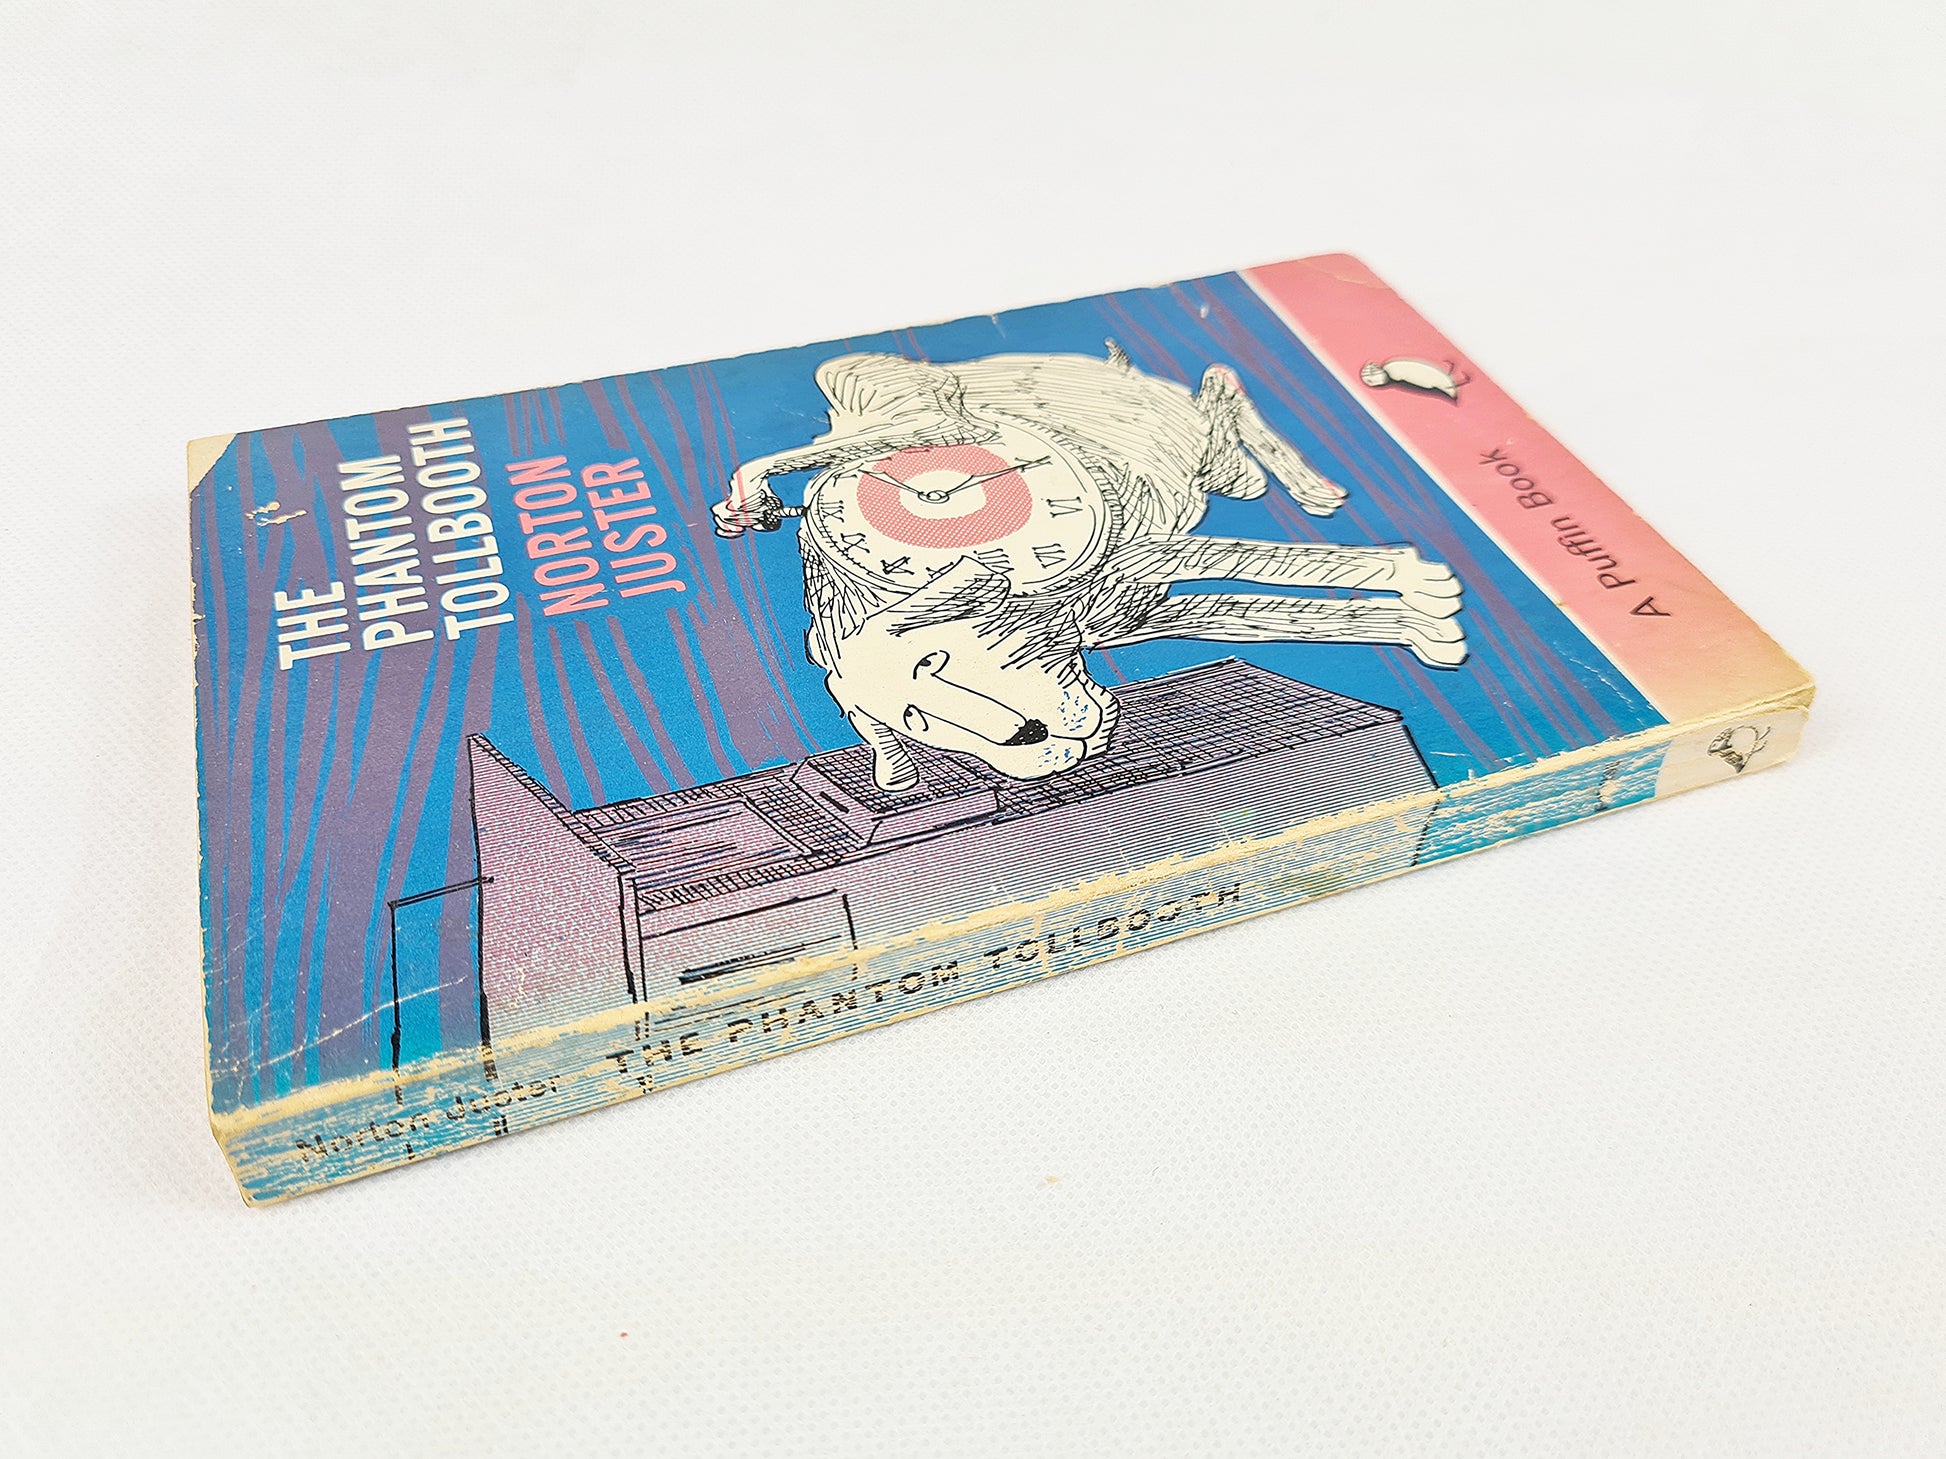 THE
PHANTOM
TOLLBOOTH
NORTON
JUSTER
A Puffin Book
Norton Juster THE PHANTOM TOLLBOOTH